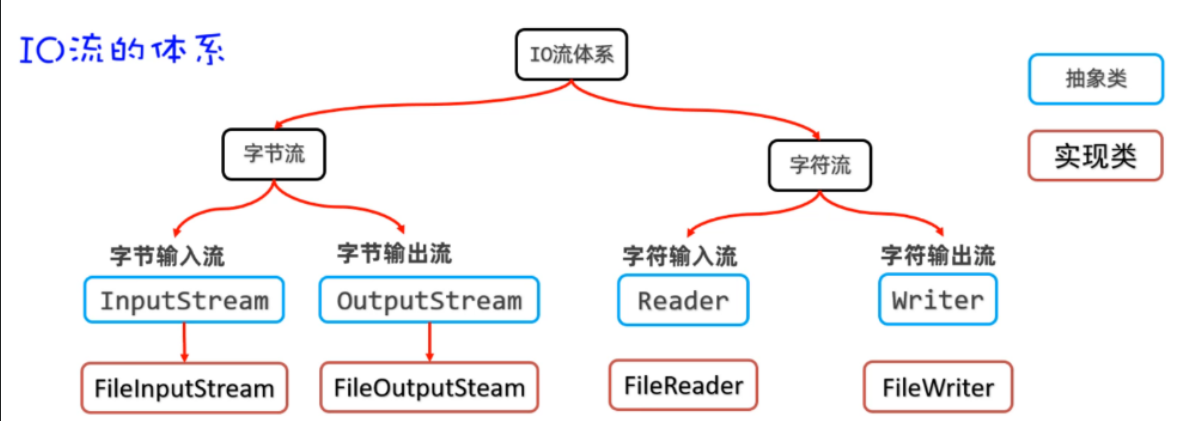 IO流的体系
IO流体系
抽象类
实现类
字节流
字符流
字节输入流
字节输出流
字符输入流
字符输出流
InputStream
OutputStream
Reader
Writer
FileInputStream
FileOutputSteam
FileReader
FileWriter